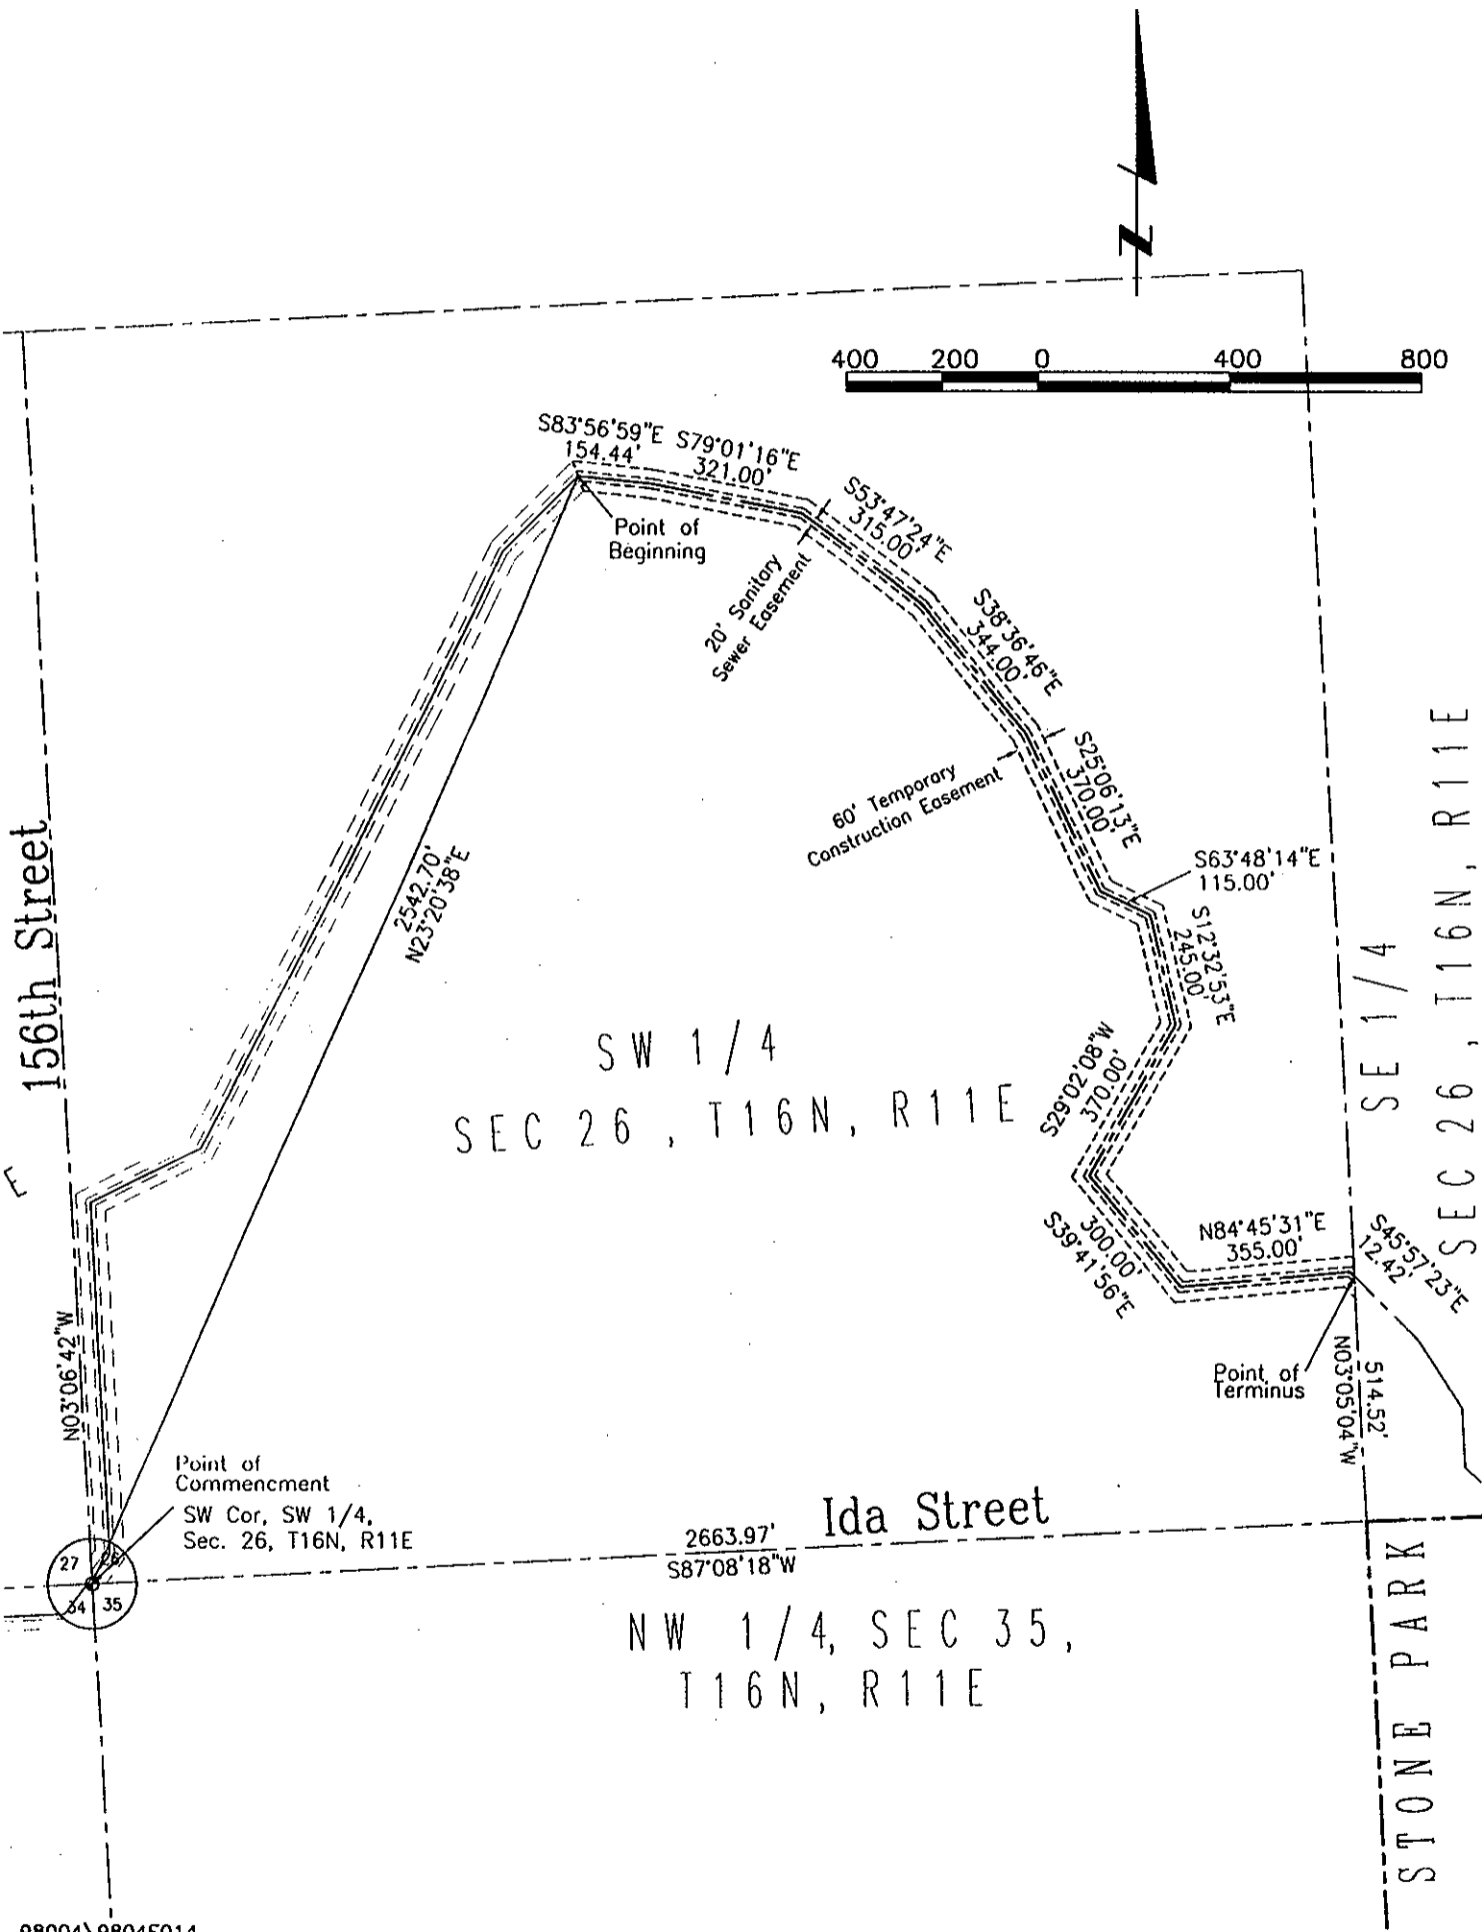 N
400 200 0 400 800
S83°56'59"E
154.44'
S79°01'16"E
321.00'
S53°47'24"E
315.00'
Point of
Beginning
20' Sanitary
Sewer Easement
S38°36'46"E
344.00'
60' Temporary
Construction Easement
S25°06'13"E
370.00'
S63°48'14"E
115.00'
S12°32'53"E
245.00'
156th Street
2542.70'
N23°20'38"E
SW 1/4
SEC 26, T16N, R11E
SE 1/4
SEC 26, T16N, R11E
S29°02'08"W
370.00'
E
300.00'
S39°41'56"E
N84°45'31"E
355.00'
S45°57'23"E
12.42'
Point of
Terminus
514.52'
N03°05'04"W
N03°06'42"W
Point of
Commencment
SW Cor, SW 1/4,
Sec. 26, T16N, R11E
27 26
34 35
Ida Street
2663.97'
S87°08'18"W
NW 1/4, SEC 35,
T16N, R11E
STONE PARK